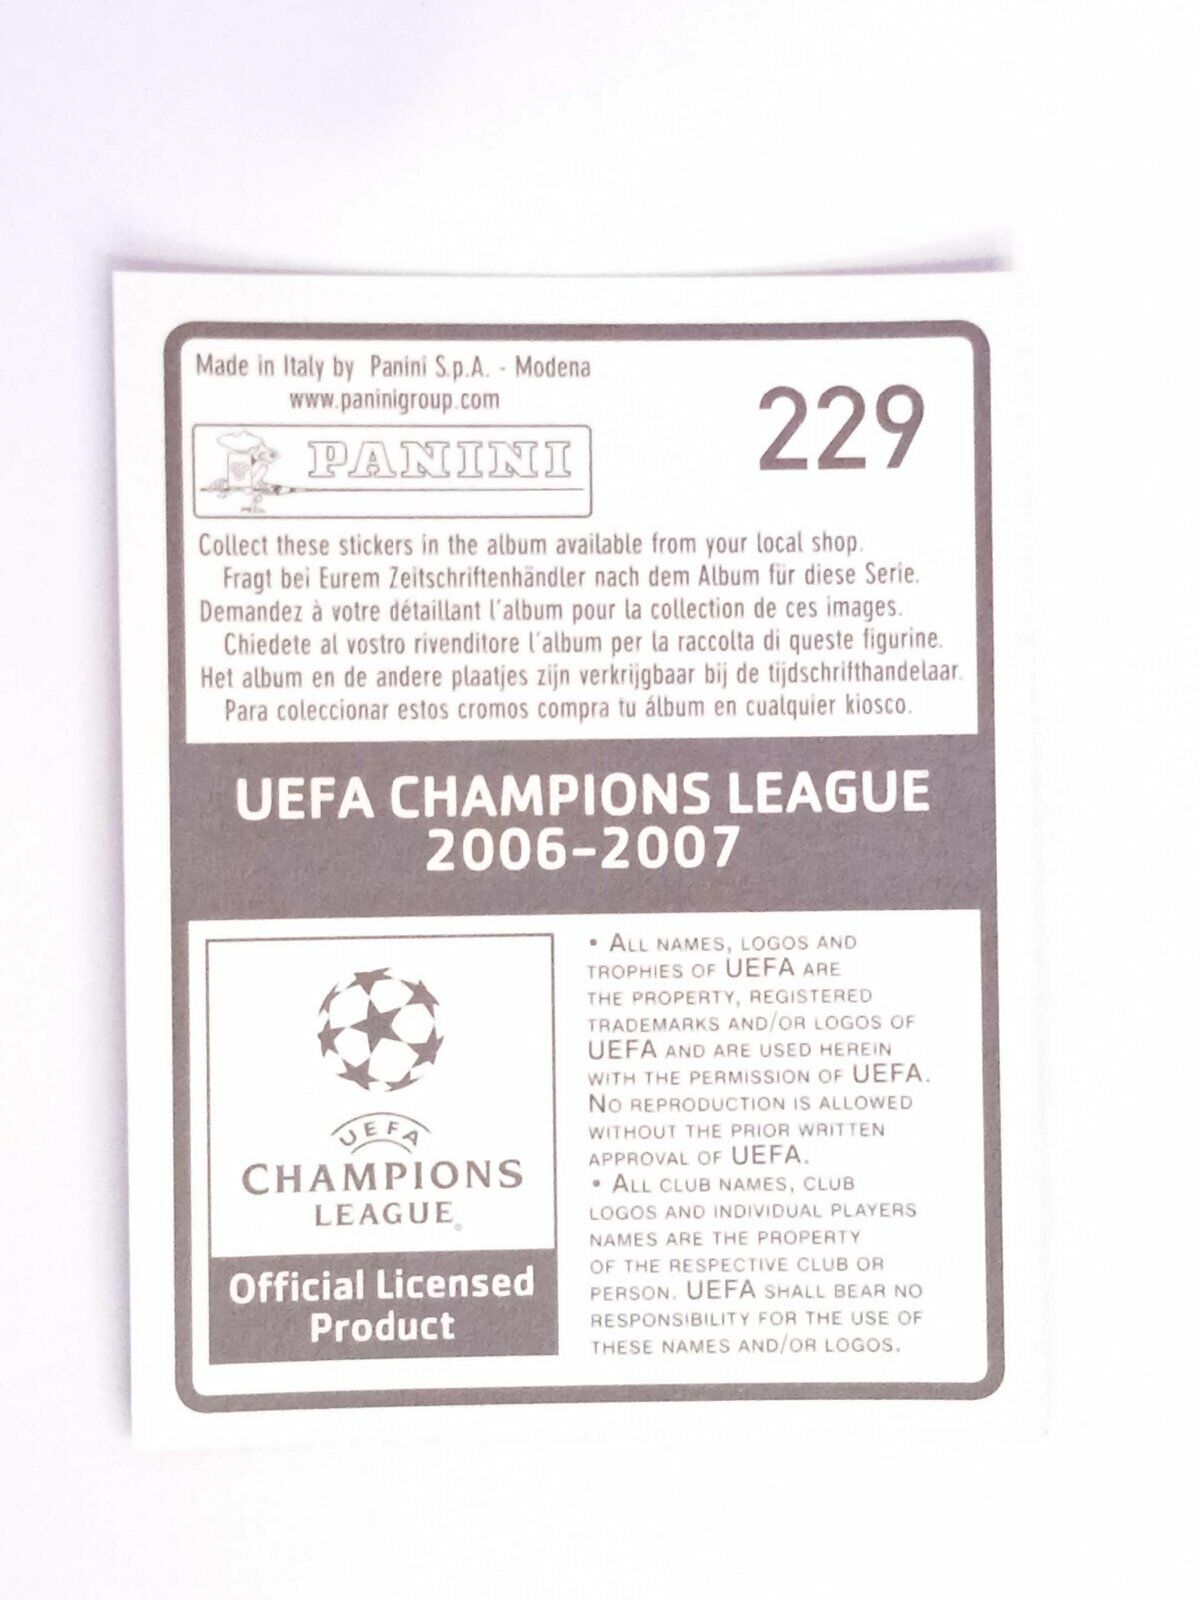 Made in Italy by Panini S.p.A. - Modena
www.paninigroup.com
229
PANINI
Collect these stickers in the album available from your local shop.
Fragt bei Eurem Zeitschriftenhändler nach dem Album für diese Serie.
Demandez à votre détaillant l'album pour la collection de ces images.
Chiedete al vostro rivenditore l'album per la raccolta di queste figurine.
Het album en de andere plaatjes zijn verkrijgbaar bij de tijdschrifthandelaar.
Para coleccionar estos cromos compra tu álbum en cualquier kiosco.
UEFA CHAMPIONS LEAGUE
2006-2007
UEFA
CHAMPIONS
LEAGUE®
Official Licensed
Product
• ALL NAMES, LOGOS AND
TROPHIES OF UEFA ARE
THE PROPERTY, REGISTERED
TRADEMARKS AND/OR LOGOS OF
UEFA AND ARE USED HEREIN
WITH THE PERMISSION OF UEFA.
NO REPRODUCTION IS ALLOWED
WITHOUT THE PRIOR WRITTEN
APPROVAL OF UEFA.
• ALL CLUB NAMES, CLUB
LOGOS AND INDIVIDUAL PLAYERS
NAMES ARE THE PROPERTY
OF THE RESPECTIVE CLUB OR
PERSON. UEFA SHALL BEAR NO
RESPONSIBILITY FOR THE USE OF
THESE NAMES AND/OR LOGOS.